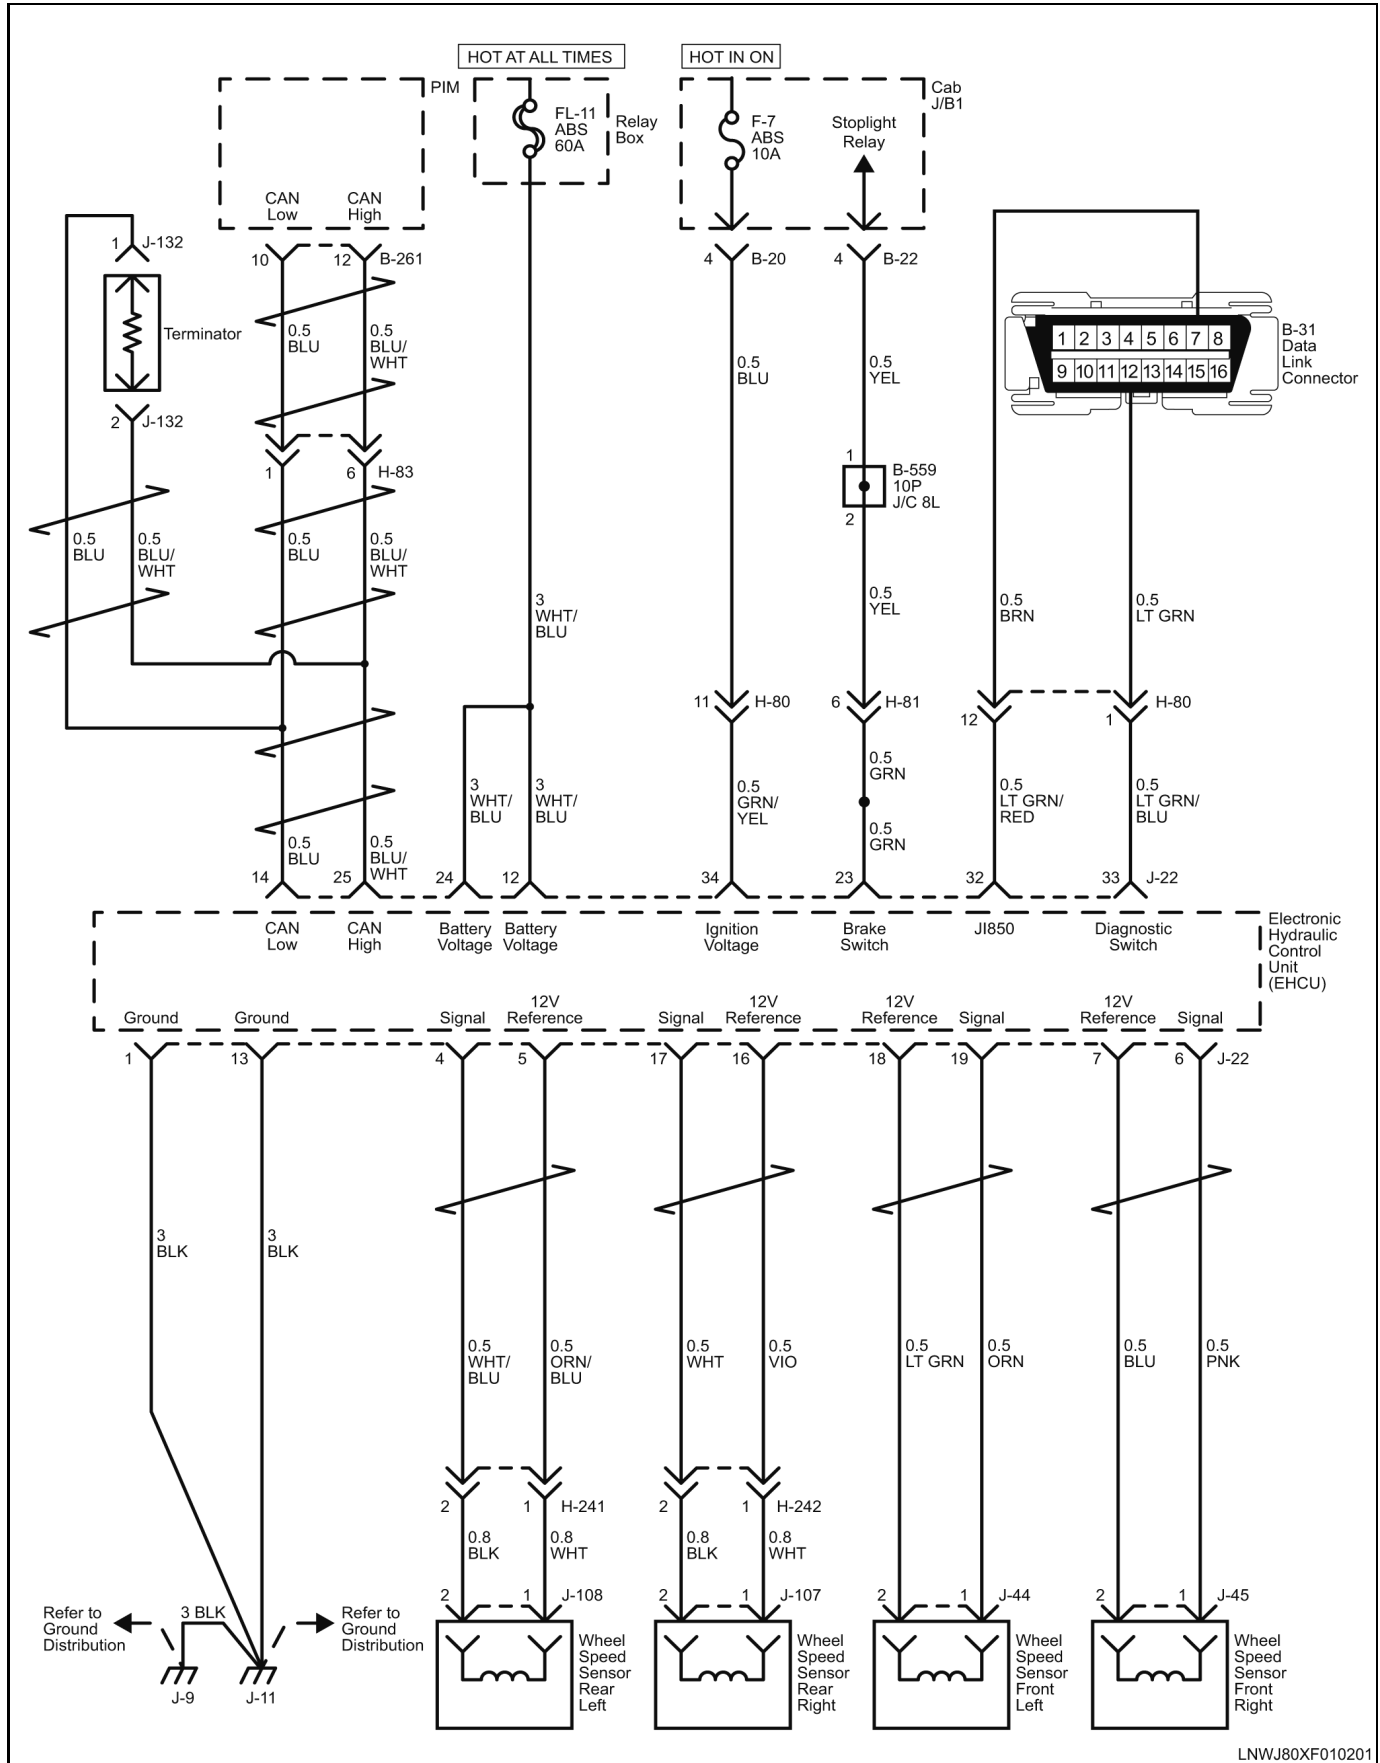 HOT AT ALL TIMES
HOT IN ON
PIM
FL-11
ABS
60A
Relay
Box
F-7
ABS
10A
Stoplight
Relay
Cab
J/B1
CAN
Low
CAN
High
1 J-132
10
12 B-261
4 B-20
4 B-22
Terminator
0.5
BLU
0.5
BLU/
WHT
2 J-132
0.5
BLU
0.5
YEL
1 2 3 4 5 6 7 8
9 10 11 12 13 14 15 16
B-31
Data
Link
Connector
1
6 H-83
1
B-559
10P
J/C 8L
2
0.5
BLU
0.5
BLU/
WHT
0.5
BLU
0.5
BLU/
WHT
3
WHT/
BLU
0.5
YEL
0.5
BRN
0.5
LT GRN
11 H-80
6 H-81
12
1
H-80
0.5
GRN
3
WHT/
BLU
3
WHT/
BLU
0.5
GRN/
YEL
0.5
GRN
0.5
LT GRN/
RED
0.5
LT GRN/
BLU
0.5
BLU
0.5
BLU/
WHT
14
25
24
12
34
23
32
33 J-22
CAN
Low
CAN
High
Battery
Voltage
Battery
Voltage
Ignition
Voltage
Brake
Switch
JI850
Diagnostic
Switch
Electronic
Hydraulic
Control
Unit
(EHCU)
Ground
Ground
Signal
12V
Reference
Signal
12V
Reference
12V
Reference
Signal
12V
Reference
Signal
1
13
4
5
17
16
18
19
7
6 J-22
3
BLK
3
BLK
0.5
WHT/
BLU
0.5
ORN/
BLU
0.5
WHT
0.5
VIO
0.5
LT GRN
0.5
ORN
0.5
BLU
0.5
PNK
2
1 H-241
2
1 H-242
0.8
BLK
0.8
WHT
0.8
BLK
0.8
WHT
2
1 J-108
2
1 J-107
2
1 J-44
2
1 J-45
Refer to
Ground
Distribution
3 BLK
Refer to
Ground
Distribution
J-9
J-11
Wheel
Speed
Sensor
Rear
Left
Wheel
Speed
Sensor
Rear
Right
Wheel
Speed
Sensor
Front
Left
Wheel
Speed
Sensor
Front
Right
LNWJ80XF010201